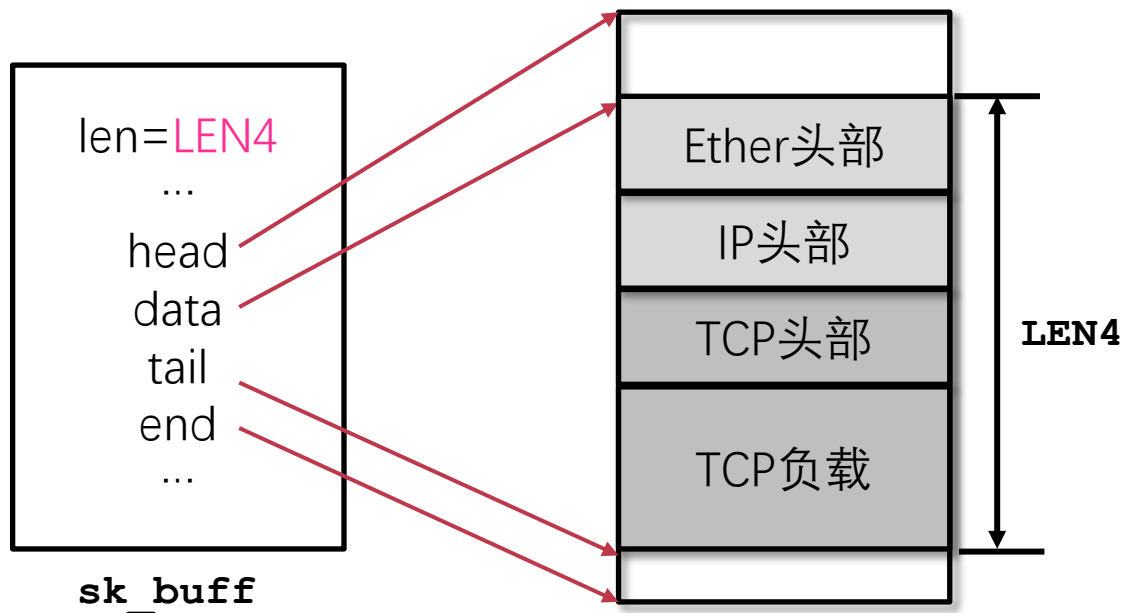 len=LEN4
...
head
data
tail
end
...
sk_buff
Ether头部
IP头部
TCP头部
TCP负载
LEN4